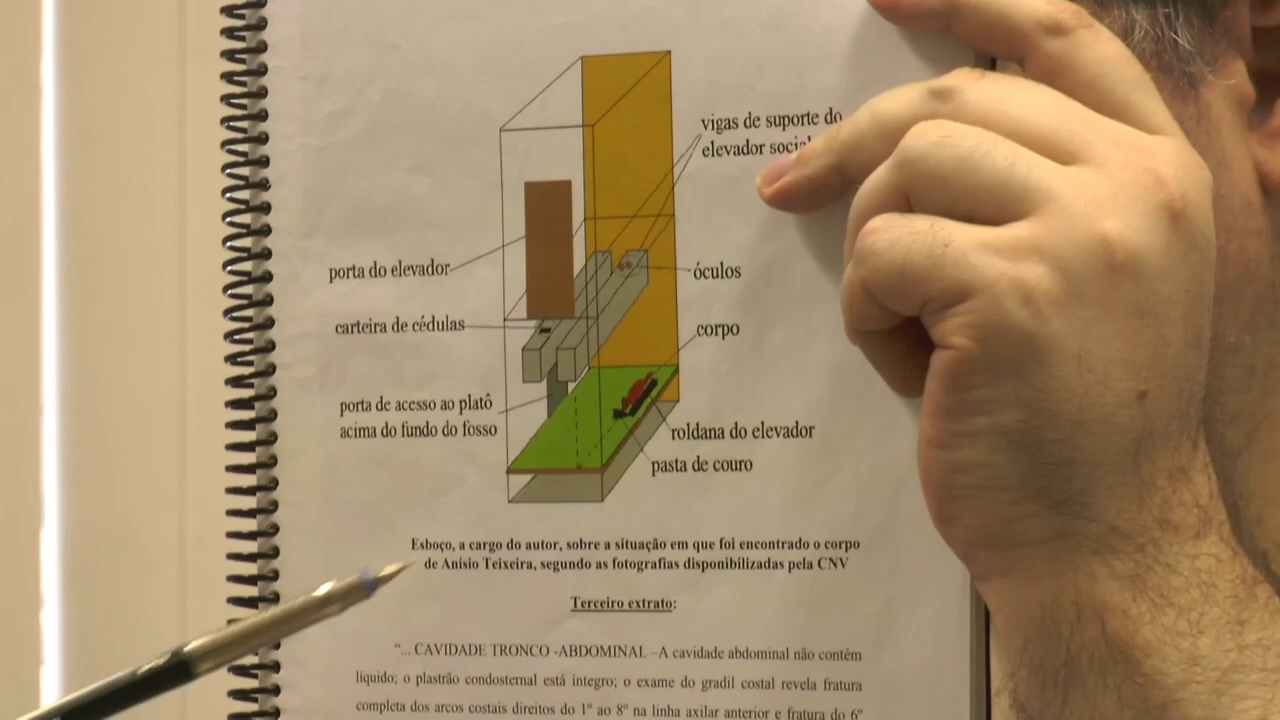 vigas de suporte do
elevador social
porta do elevador
óculos
carteira de cédulas
corpo
porta de acesso ao platô
acima do fundo do fosso
roldana do elevador
pasta de couro
Esboço, a cargo do autor, sobre a situação em que foi encontrado o corpo
de Anísio Teixeira, segundo as fotografias disponibilizadas pela CNV
Terceiro extrato:
“... CAVIDADE TRONCO -ABDOMINAL –A cavidade abdominal não contém
líquido; o plastrão condosternal está íntegro; o exame do gradil costal revela fratura
completa dos arcos costais direitos do 1º ao 8º na linha axilar anterior e fratura do 6º